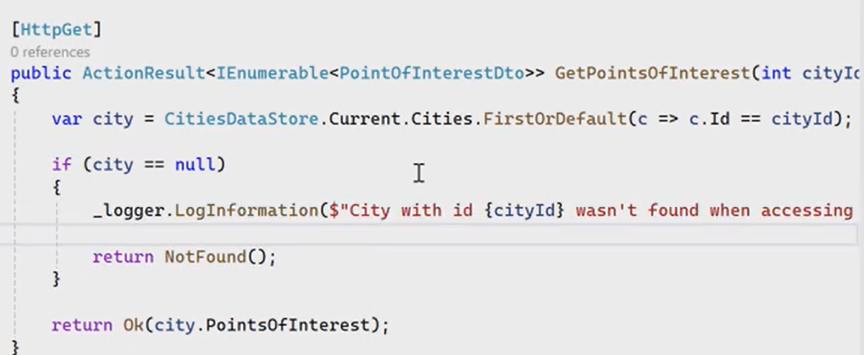 [HttpGet]
0 references
public ActionResult<IEnumerable<PointOfInterestDto>> GetPointsOfInterest(int cityId
{
var city = CitiesDataStore.Current.Cities.FirstOrDefault(c => c.Id == cityId);
if (city == null)
{
_logger.LogInformation($"City with id {cityId} wasn't found when accessing
return NotFound();
}
return Ok(city.PointsOfInterest);
}